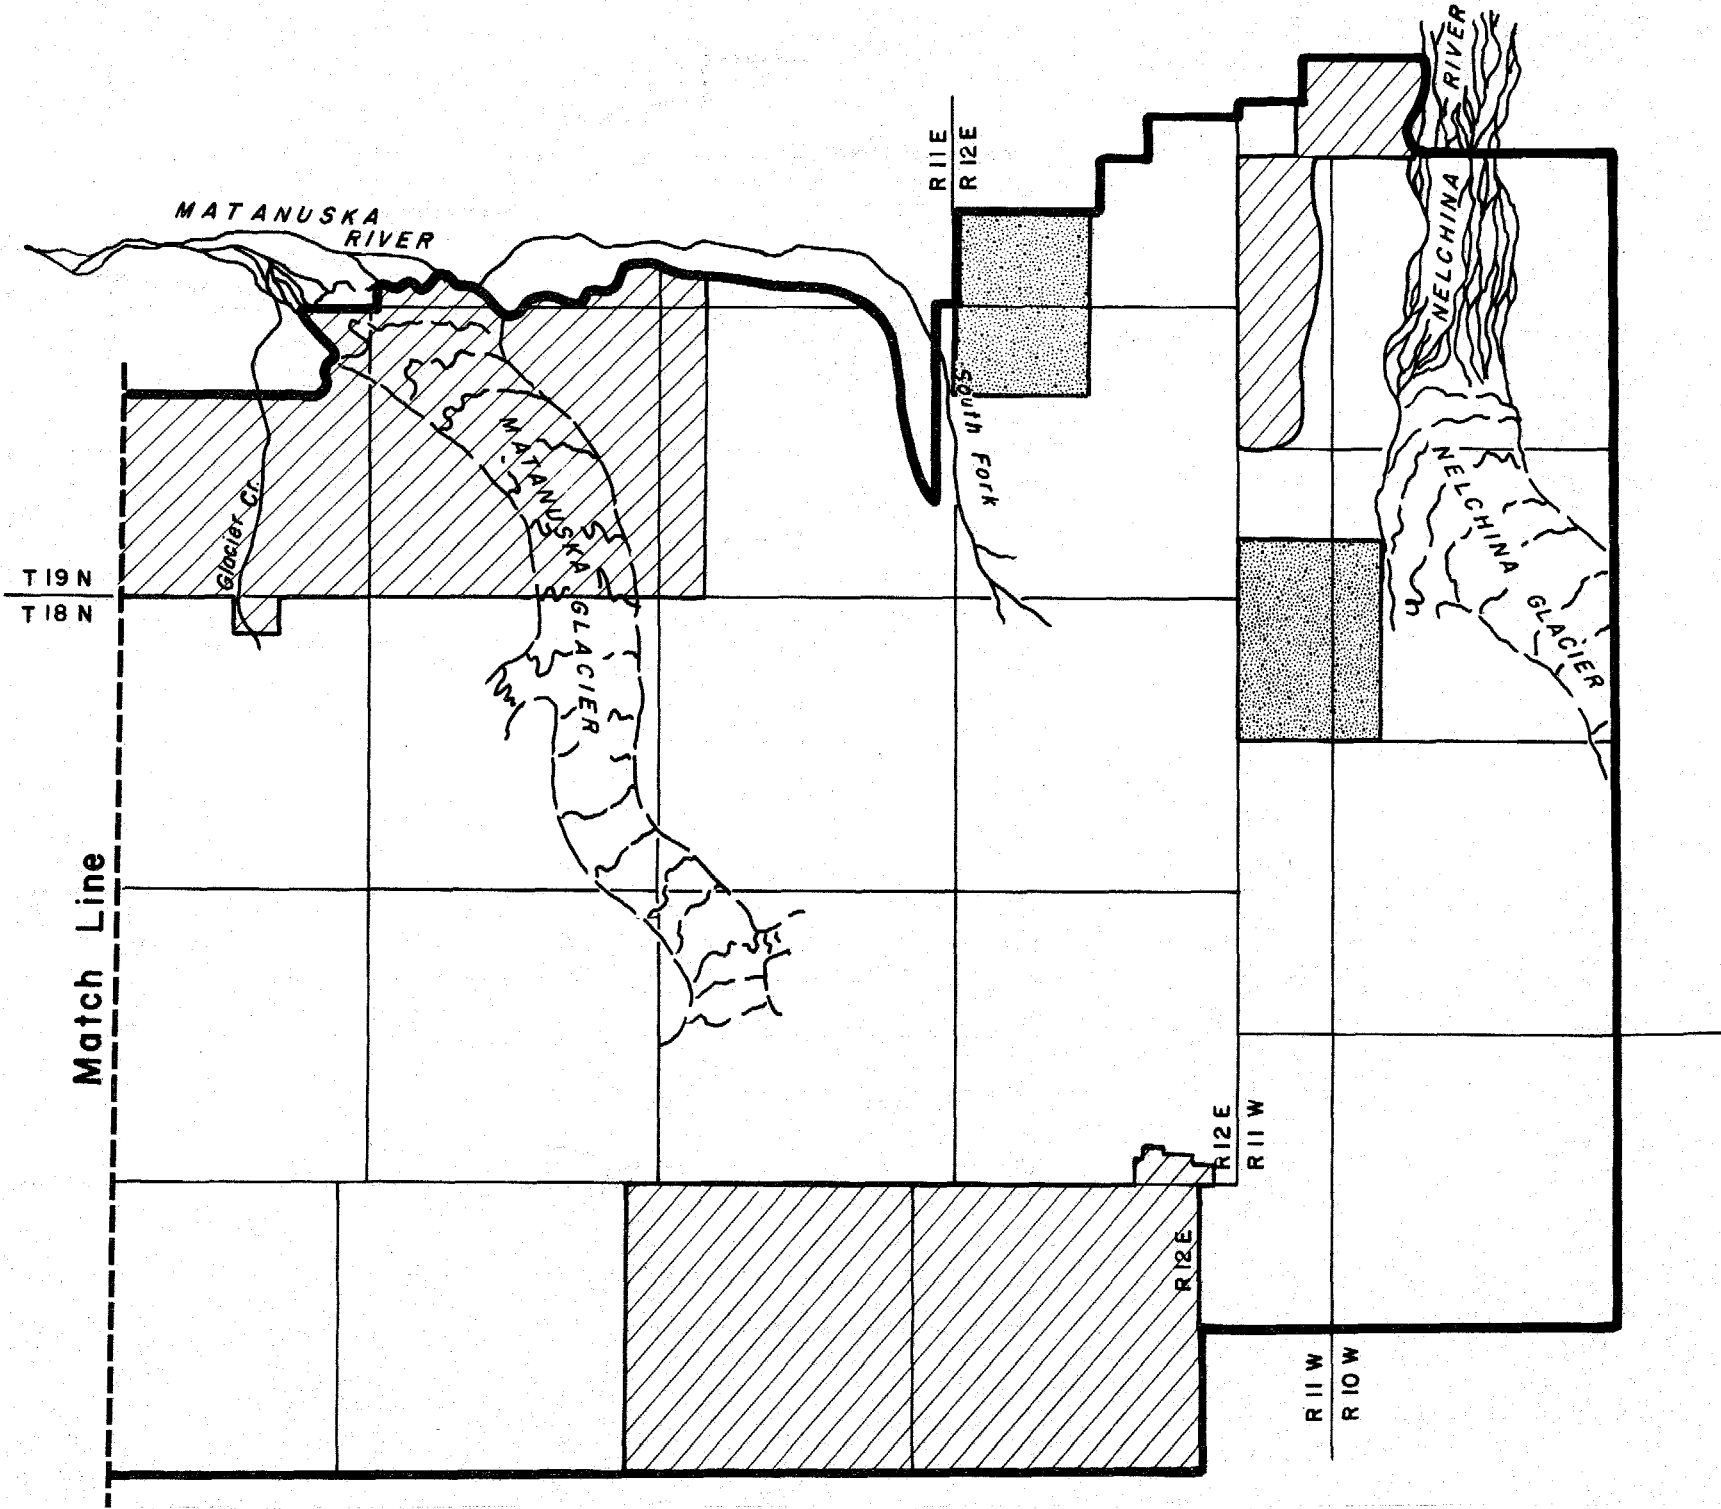 RIVER
NELCHINA
R 11 E
R 12 E
MATANUSKA
RIVER
South Fork
MATANUSKA GLACIER
NELCHINA GLACIER
Glacier Cr.
T 19 N
T 18 N
Match Line
R 12 E
R 11 W
R 12 E
R 11 W
R 10 W